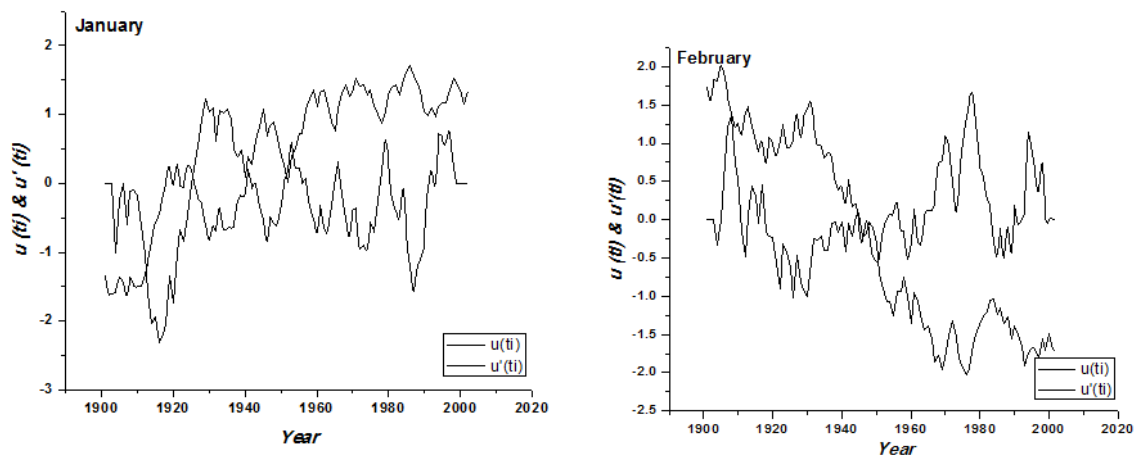 January
2
1
0
-1
-2
-3
u (ti) & u' (ti)
1900 1920 1940 1960 1980 2000 2020
Year
u(ti)
u'(ti)
February
2.0
1.5
1.0
0.5
0.0
-0.5
-1.0
-1.5
-2.0
-2.5
u (ti) & u'(ti)
1900 1920 1940 1960 1980 2000 2020
Year
u(ti)
u'(ti)